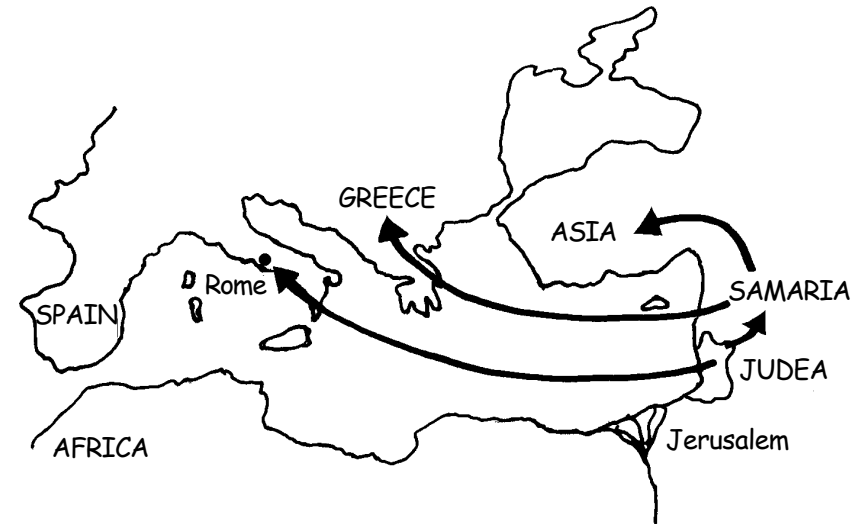 GREECE
ASIA
Rome
SAMARIA
SPAIN
JUDEA
AFRICA
Jerusalem